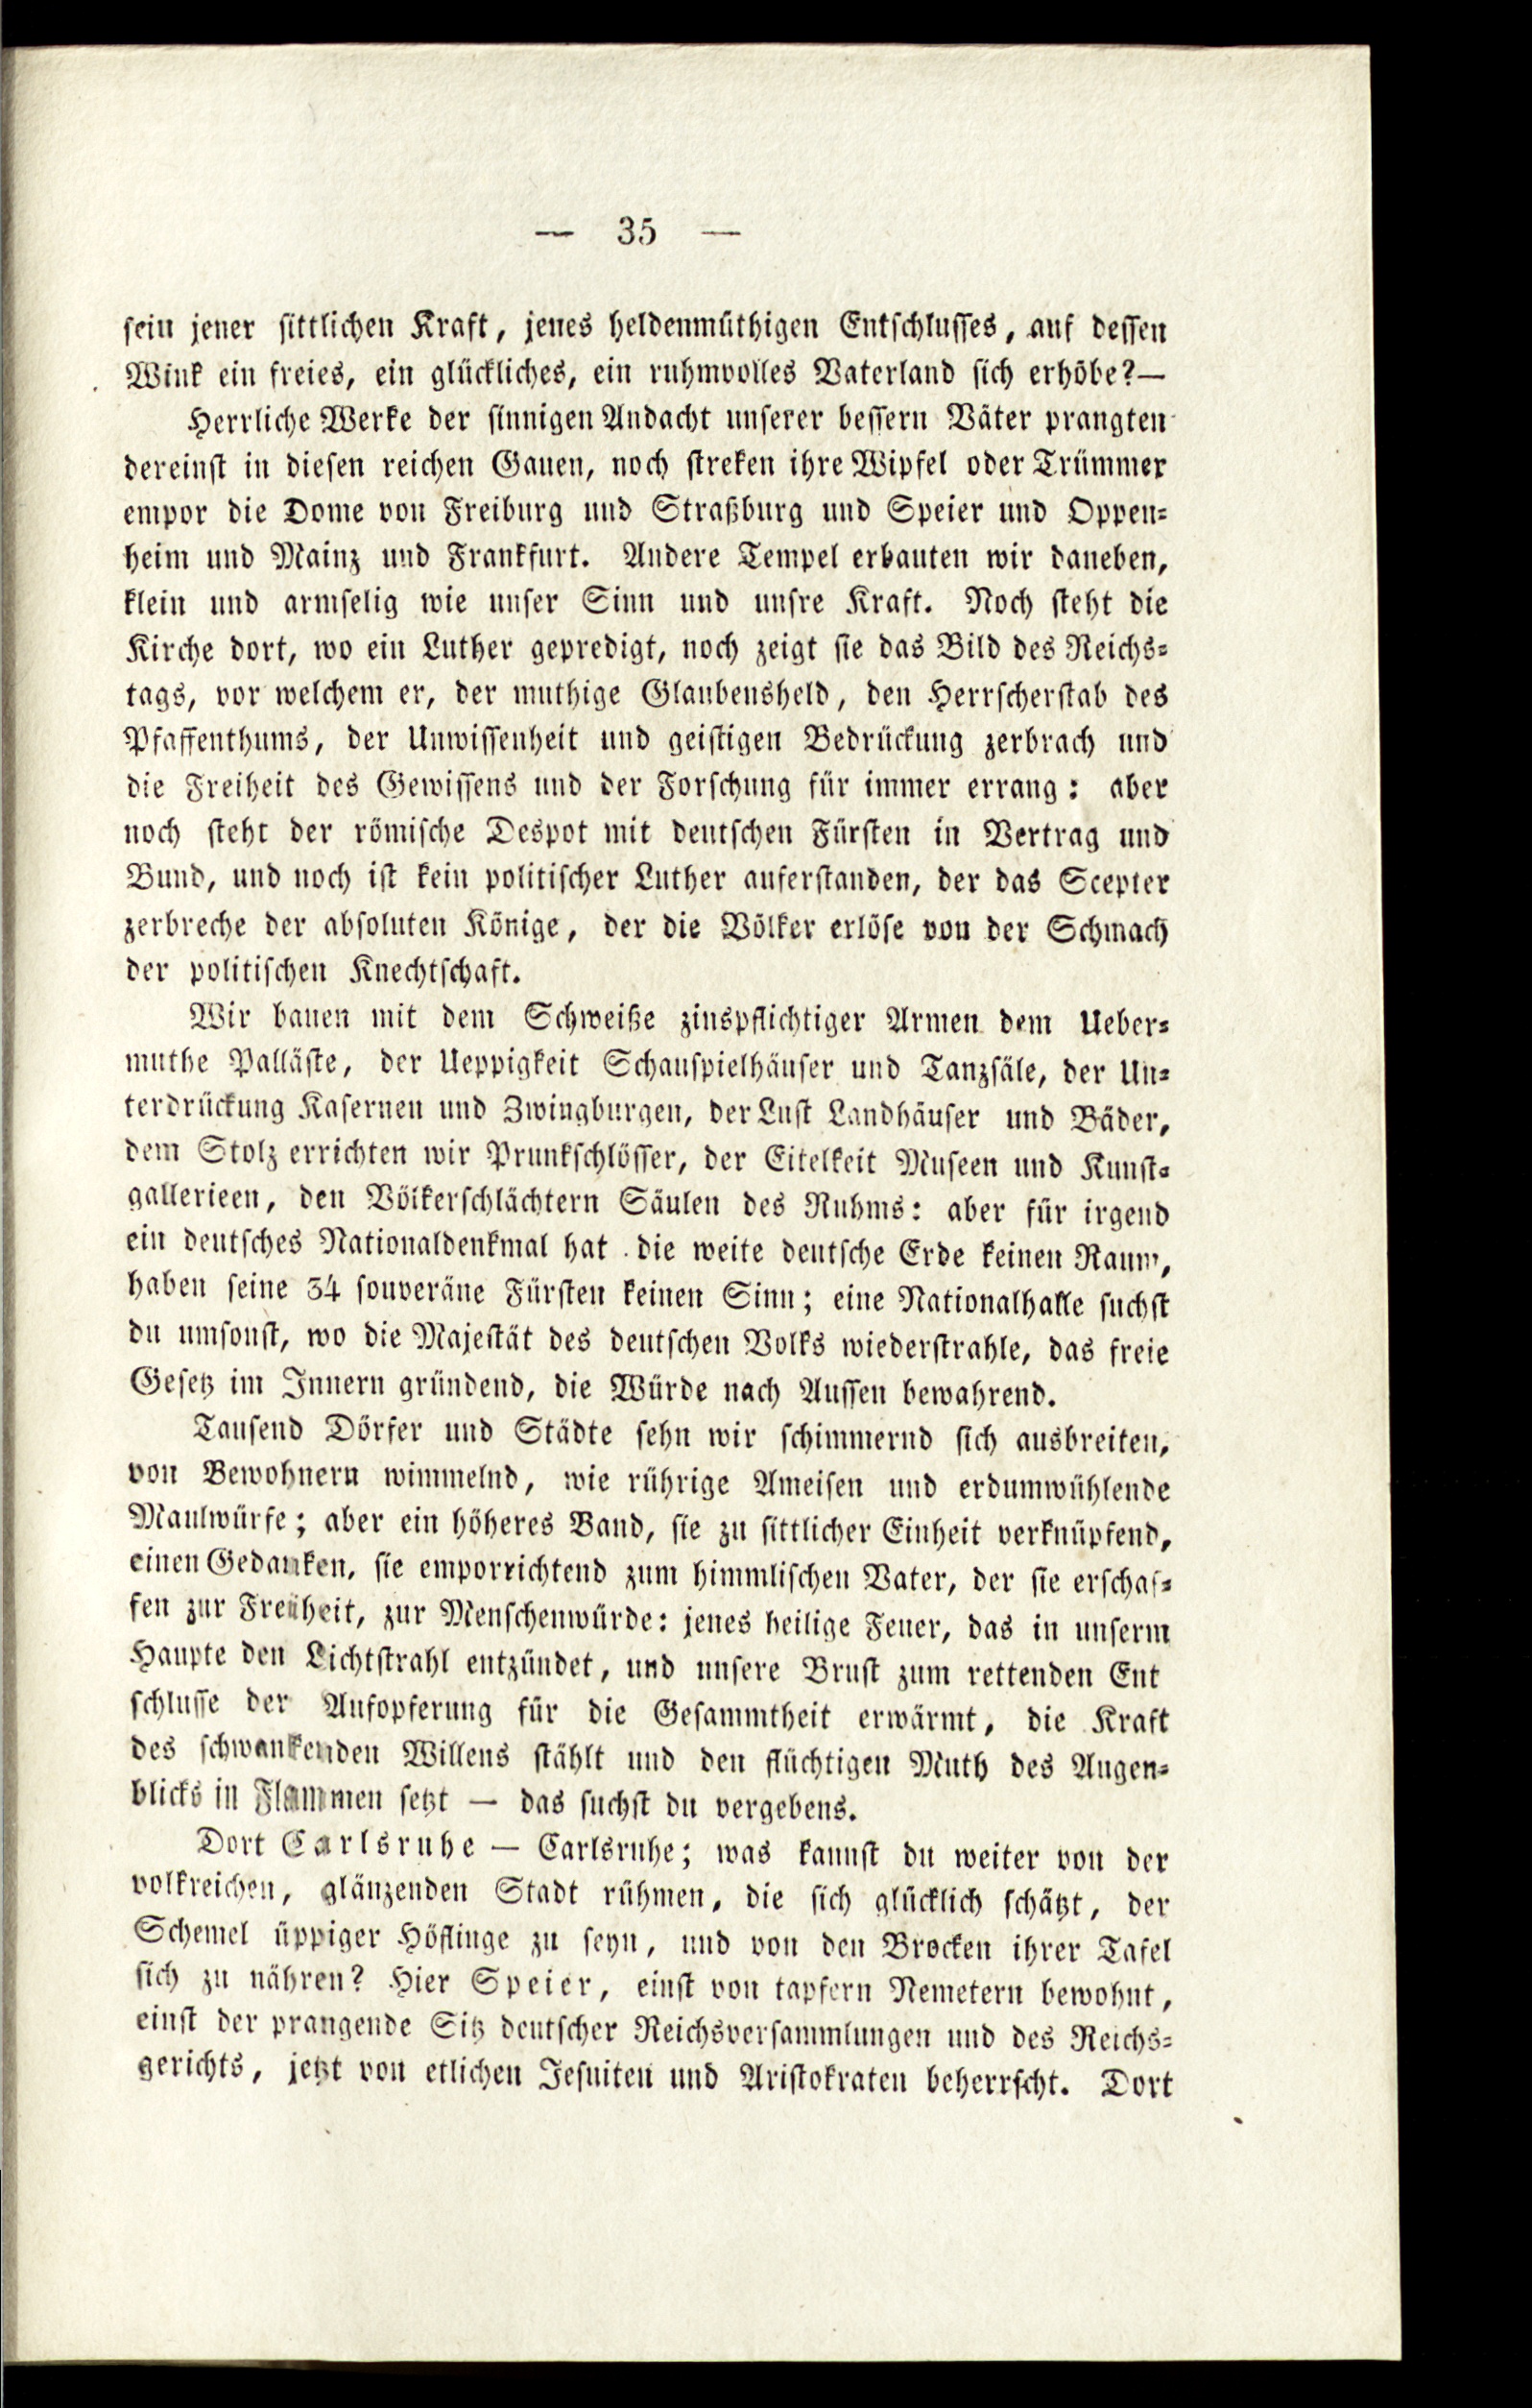 — 35 —
sein jener sittlichen Kraft, jenes heldenmüthigen Entschlusses, auf dessen
Wink ein freies, ein glückliches, ein ruhmvolles Vaterland sich erhöbe?—
Herrliche Werke der sinnigen Andacht unserer bessern Väter prangten
dereinst in diesen reichen Gauen, noch streken ihre Wipfel oder Trümmer
empor die Dome von Freiburg und Straßburg und Speier und Oppen=
heim und Mainz und Frankfurt. Andere Tempel erbauten wir daneben,
klein und armselig wie unser Sinn und unsre Kraft. Noch steht die
Kirche dort, wo ein Luther gepredigt, noch zeigt sie das Bild des Reichs=
tags, vor welchem er, der muthige Glaubensheld, den Herrscherstab des
Pfaffenthums, der Unwissenheit und geistigen Bedrückung zerbrach und
die Freiheit des Gewissens und der Forschung für immer errang: aber
noch steht der römische Despot mit deutschen Fürsten in Vertrag und
Bund, und noch ist kein politischer Luther auferstanden, der das Scepter
zerbreche der absoluten Könige, der die Völker erlöse von der Schmach
der politischen Knechtschaft.
Wir bauen mit dem Schweiße zinspflichtiger Armen dem Ueber=
muthe Palläste, der Ueppigkeit Schauspielhäuser und Tanzsäle, der Un=
terdrückung Kasernen und Zwingburgen, der Lust Landhäuser und Bäder,
dem Stolz errichten wir Prunkschlösser, der Eitelkeit Museen und Kunst=
gallerieen, den Völkerschlächtern Säulen des Ruhms: aber für irgend
ein deutsches Nationaldenkmal hat die weite deutsche Erde keinen Raum,
haben seine 34 souveräne Fürsten keinen Sinn; eine Nationalhalle suchst
du umsonst, wo die Majestät des deutschen Volks wiederstrahle, das freie
Gesetz im Innern gründend, die Würde nach Aussen bewahrend.
Tausend Dörfer und Städte sehn wir schimmernd sich ausbreiten,
von Bewohnern wimmelnd, wie rührige Ameisen und erdumwühlende
Maulwürfe; aber ein höheres Band, sie zu sittlicher Einheit verknüpfend,
einen Gedanken, sie emporrichtend zum himmlischen Vater, der sie erschaf=
fen zur Freiheit, zur Menschenwürde: jenes heilige Feuer, das in unserm
Haupte den Lichtstrahl entzündet, und unsere Brust zum rettenden Ent
schlusse der Aufopferung für die Gesammtheit erwärmt, die Kraft
des schwankenden Willens stählt und den flüchtigen Muth des Augen=
blicks in Flammen setzt — das suchst du vergebens.
Dort Carlsruhe — Carlsruhe; was kannst du weiter von der
volkreichen, glänzenden Stadt rühmen, die sich glücklich schätzt, der
Schemel üppiger Höflinge zu seyn, und von den Brocken ihrer Tafel
sich zu nähren? Hier Speier, einst von tapfern Nemetern bewohnt,
einst der prangende Sitz deutscher Reichsversammlungen und des Reichs=
gerichts, jetzt von etlichen Jesuiten und Aristokraten beherrscht. Dort